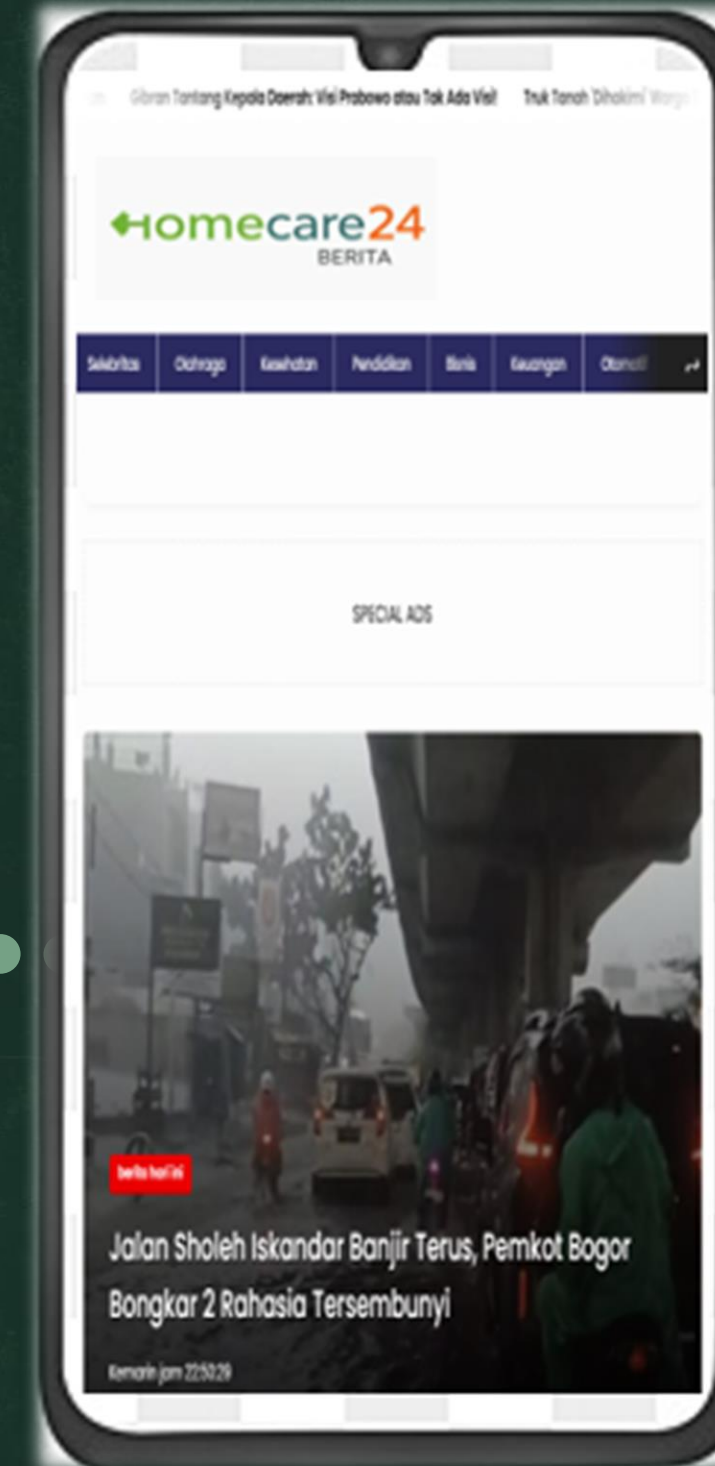 Gibran Tantang Kepala Daerah: Visi Prabowo atau Tak Ada Visi! Truk Tanah 'Dihakimi' Warga
Homecare24
BERITA
Selebritas Olahraga Kesehatan Pendidikan Bisnis Keuangan Otomotif
SPECIAL ADS
berita hari ini
Jalan Sholeh Iskandar Banjir Terus, Pemkot Bogor
Bongkar 2 Rahasia Tersembunyi
Kemarin jam 22:50:29